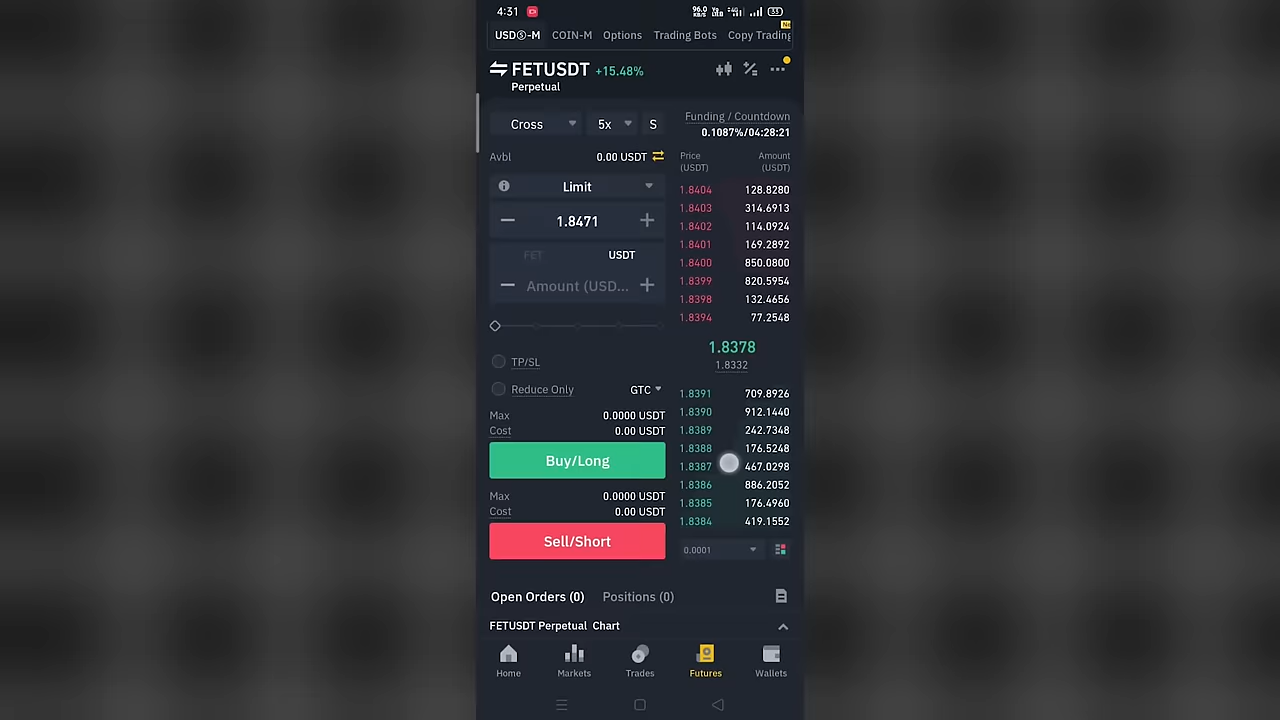 4:31 96.0 KB/S 33
USDⓈ-M COIN-M Options Trading Bots Copy Trading
FETUSDT +15.48%
Perpetual
Cross 5x S
Funding / Countdown
0.1087%/04:28:21
Avbl 0.00 USDT
Price (USDT) Amount (USDT)
Limit
1.8471
FET USDT
Amount (USD...
TP/SL
Reduce Only GTC
Max 0.0000 USDT
Cost 0.00 USDT
Buy/Long
Max 0.0000 USDT
Cost 0.00 USDT
Sell/Short
1.8404 128.8280
1.8403 314.6913
1.8402 114.0924
1.8401 169.2892
1.8400 850.0800
1.8399 820.5954
1.8398 132.4656
1.8394 77.2548
1.8378
1.8332
1.8391 709.8926
1.8390 912.1440
1.8389 242.7348
1.8388 176.5248
1.8387 467.0298
1.8386 886.2052
1.8385 176.4960
1.8384 419.1552
0.0001
Open Orders (0) Positions (0)
FETUSDT Perpetual Chart
Home Markets Trades Futures Wallets